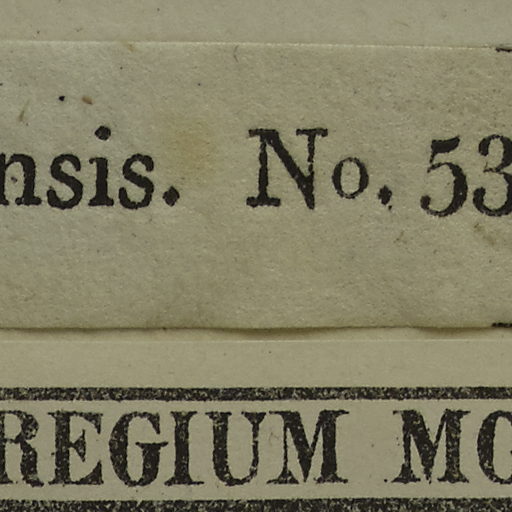 nsis. No. 53
REGIUM MO